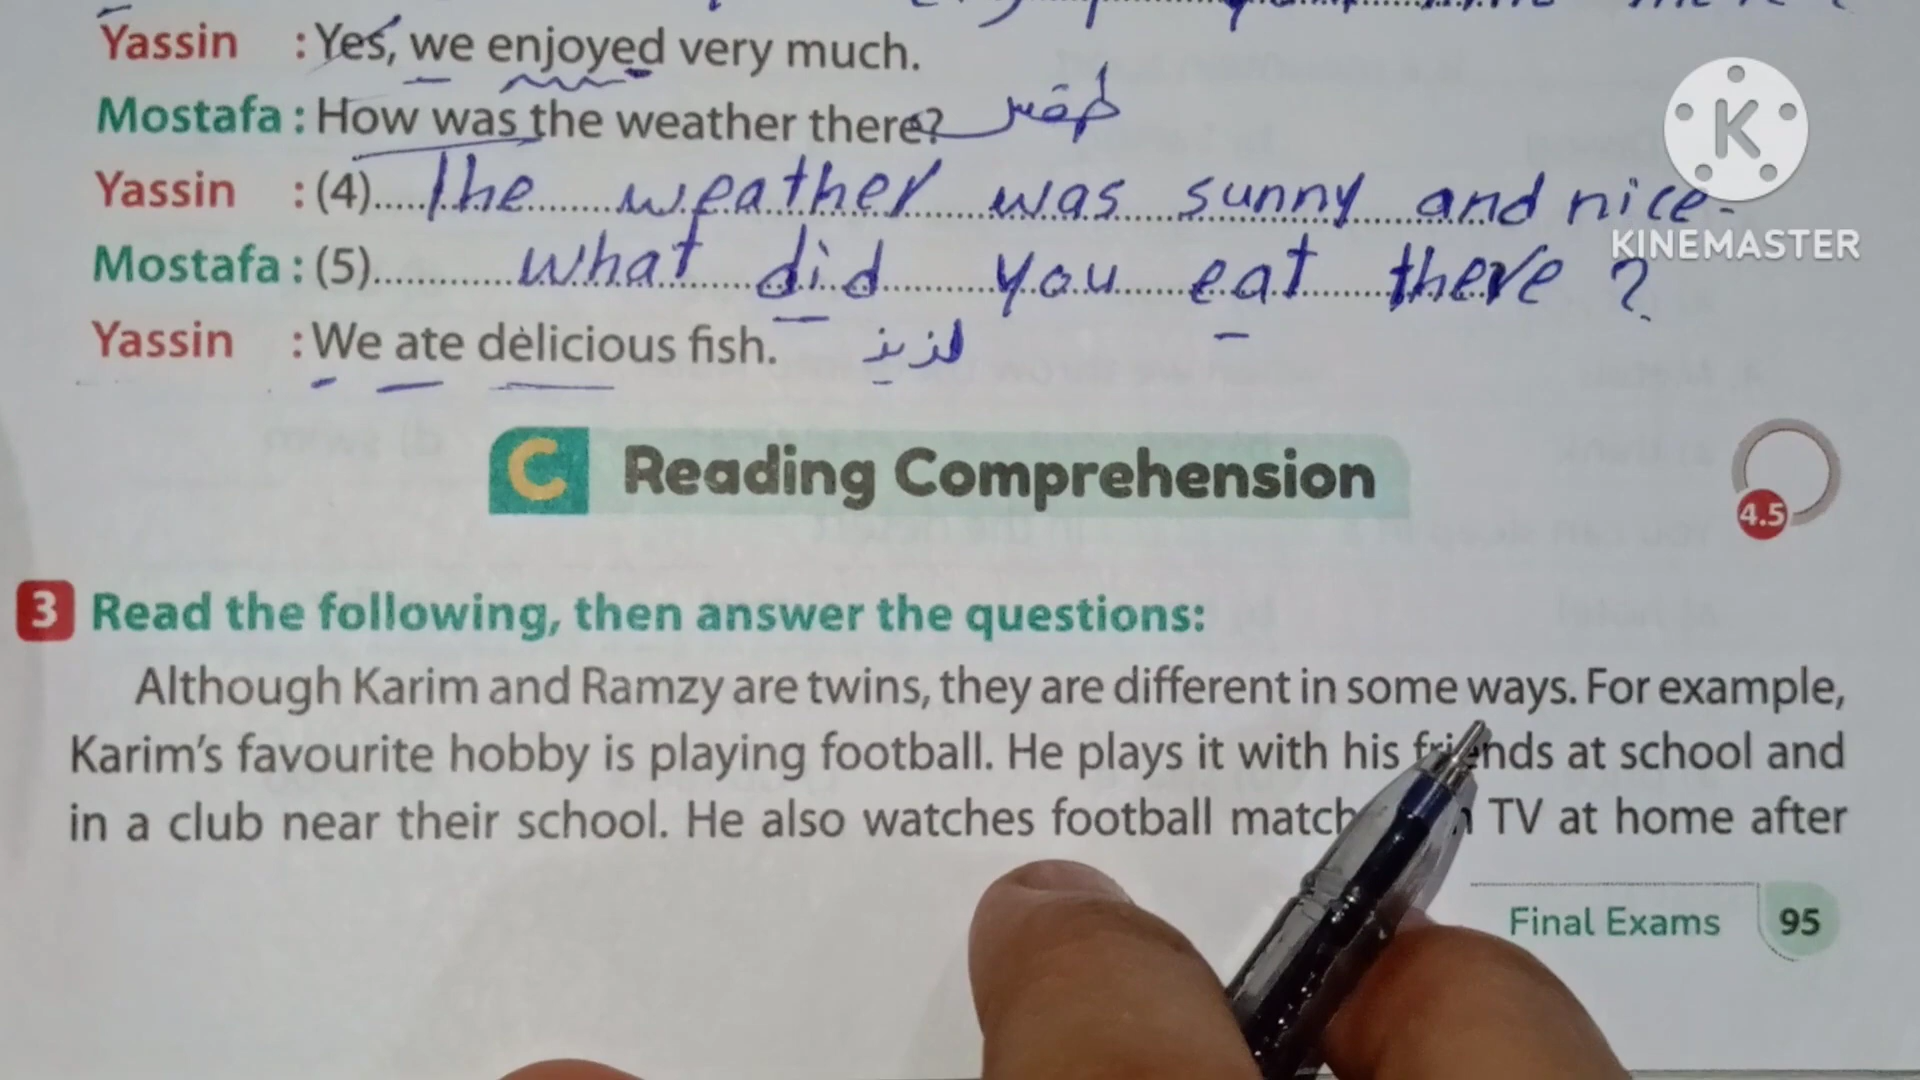 Yassin : Yes, we enjoyed very much.
Mostafa : How was the weather there? طقس
Yassin : (4).....The weather was sunny and nice.
Mostafa : (5)..........what did you eat there ?
Yassin : We ate delicious fish. لذيذ
K
KINEMASTER
C Reading Comprehension
4.5
3 Read the following, then answer the questions:
Although Karim and Ramzy are twins, they are different in some ways. For example,
Karim's favourite hobby is playing football. He plays it with his friends at school and
in a club near their school. He also watches football TV at home after
Final Exams 95